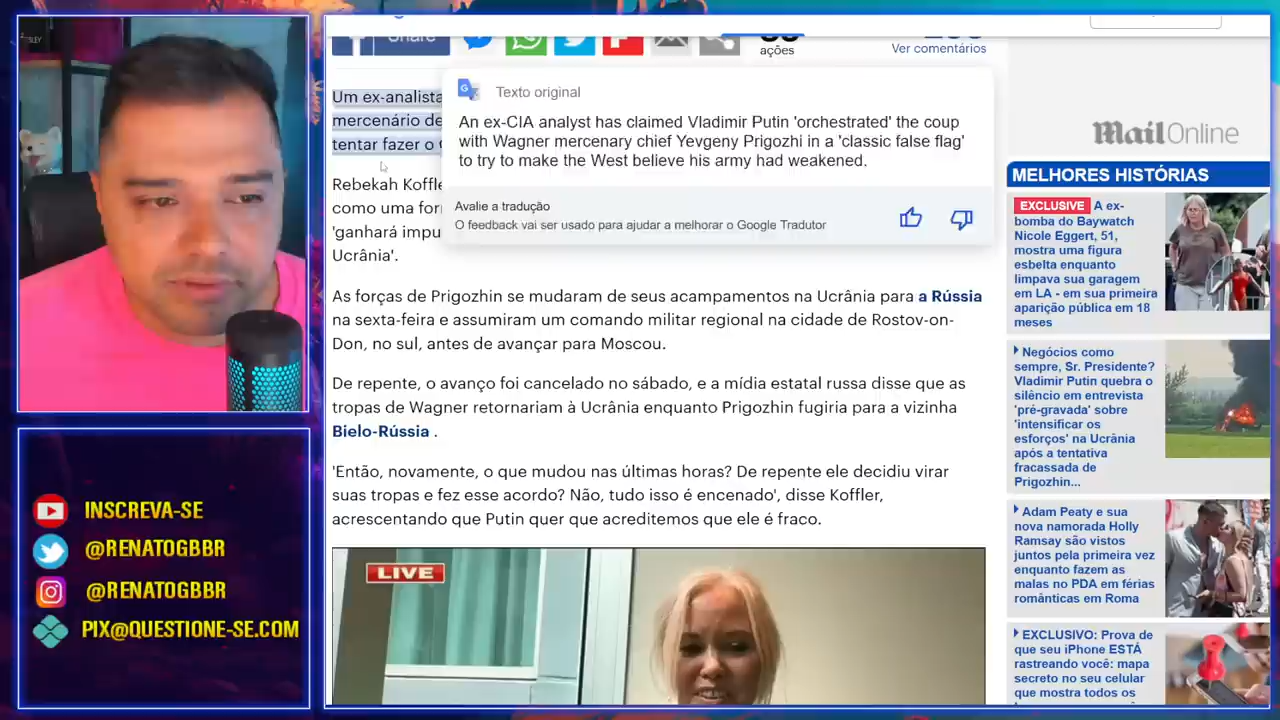 Share
ações
Ver comentários
Um ex-analista
mercenário de
tentar fazer o
Texto original
An ex-CIA analyst has claimed Vladimir Putin 'orchestrated' the coup
with Wagner mercenary chief Yevgeny Prigozhi in a 'classic false flag'
to try to make the West believe his army had weakened.
Avalie a tradução
O feedback vai ser usado para ajudar a melhorar o Google Tradutor
Rebekah Koffle
como uma for
'ganhará impu
Ucrânia'.
As forças de Prigozhin se mudaram de seus acampamentos na Ucrânia para a Rússia
na sexta-feira e assumiram um comando militar regional na cidade de Rostov-on-
Don, no sul, antes de avançar para Moscou.
De repente, o avanço foi cancelado no sábado, e a mídia estatal russa disse que as
tropas de Wagner retornariam à Ucrânia enquanto Prigozhin fugiria para a vizinha
Bielo-Rússia .
'Então, novamente, o que mudou nas últimas horas? De repente ele decidiu virar
suas tropas e fez esse acordo? Não, tudo isso é encenado', disse Koffler,
acrescentando que Putin quer que acreditemos que ele é fraco.
LIVE
MailOnline
MELHORES HISTÓRIAS
EXCLUSIVE A ex-
bomba do Baywatch
Nicole Eggert, 51,
mostra uma figura
esbelta enquanto
limpava sua garagem
em LA - em sua primeira
aparição pública em 18
meses
Negócios como
sempre, Sr. Presidente?
Vladimir Putin quebra o
silêncio em entrevista
'pré-gravada' sobre
'intensificar os
esforços' na Ucrânia
após a tentativa
fracassada de
Prigozhin...
Adam Peaty e sua
nova namorada Holly
Ramsay são vistos
juntos pela primeira vez
enquanto fazem as
malas no PDA em férias
românticas em Roma
EXCLUSIVO: Prova de
que seu iPhone ESTÁ
rastreando você: mapa
secreto no seu celular
que mostra todos os
INSCREVA-SE
@RENATOGBBR
@RENATOGBBR
PIX@QUESTIONE-SE.COM